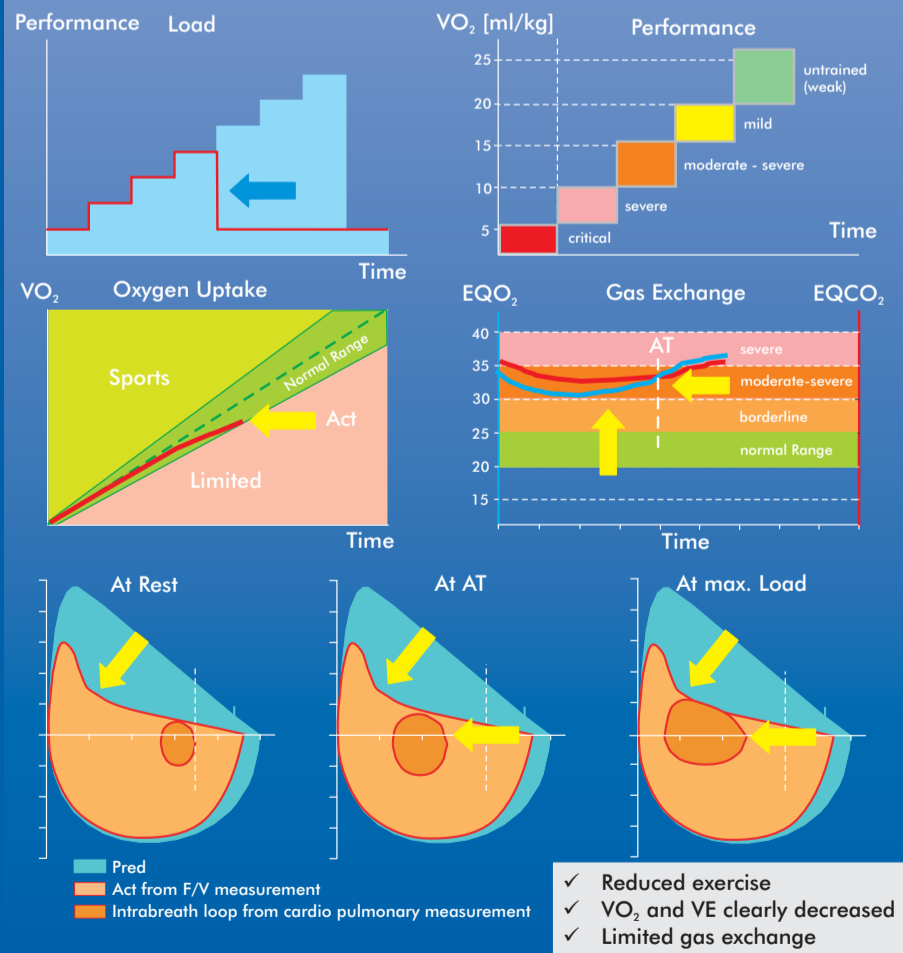 Performance Load
Time
VO₂ [ml/kg] Performance
25
20
15
10
5
untrained
(weak)
mild
moderate - severe
severe
critical
Time
VO₂ Oxygen Uptake
Sports
Normal Range
Act
Limited
Time
EQO₂ Gas Exchange EQCO₂
40
35
30
25
20
15
AT
severe
moderate-severe
borderline
normal Range
Time
At Rest
At AT
At max. Load
Pred
Act from F/V measurement
Intrabreath loop from cardio pulmonary measurement
✓ Reduced exercise
✓ VO₂ and VE clearly decreased
✓ Limited gas exchange